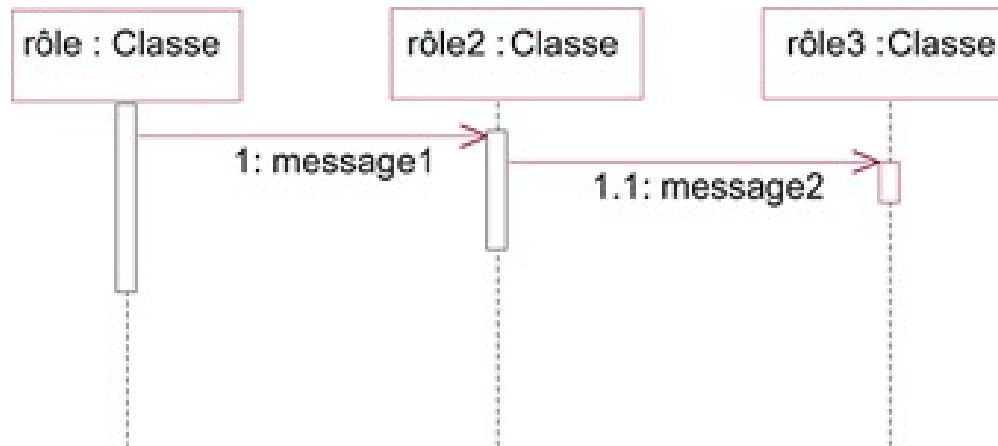 rôle : Classe
rôle2 :Classe
rôle3 :Classe
1: message1
1.1: message2